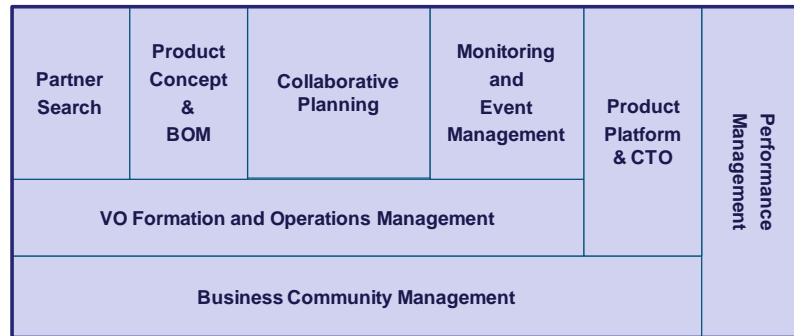 Partner
Search
Product
Concept
&
BOM
Collaborative
Planning
Monitoring
and
Event
Management
Product
Platform
& CTO
Performance
Management
VO Formation and Operations Management
Business Community Management